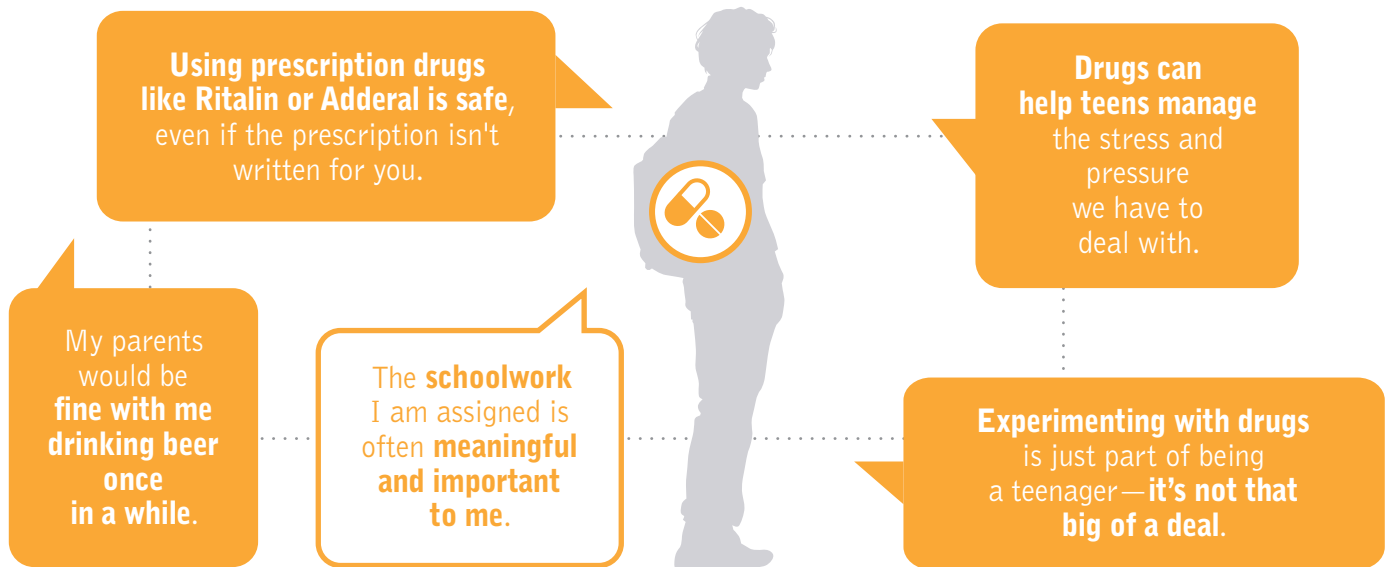 Using prescription drugs
like Ritalin or Adderal is safe,
even if the prescription isn't
written for you.
Drugs can
help teens manage
the stress and
pressure
we have to
deal with.
My parents
would be
fine with me
drinking beer
once
in a while.
The schoolwork
I am assigned is
often meaningful
and important
to me.
Experimenting with drugs
is just part of being
a teenager—it’s not that
big of a deal.